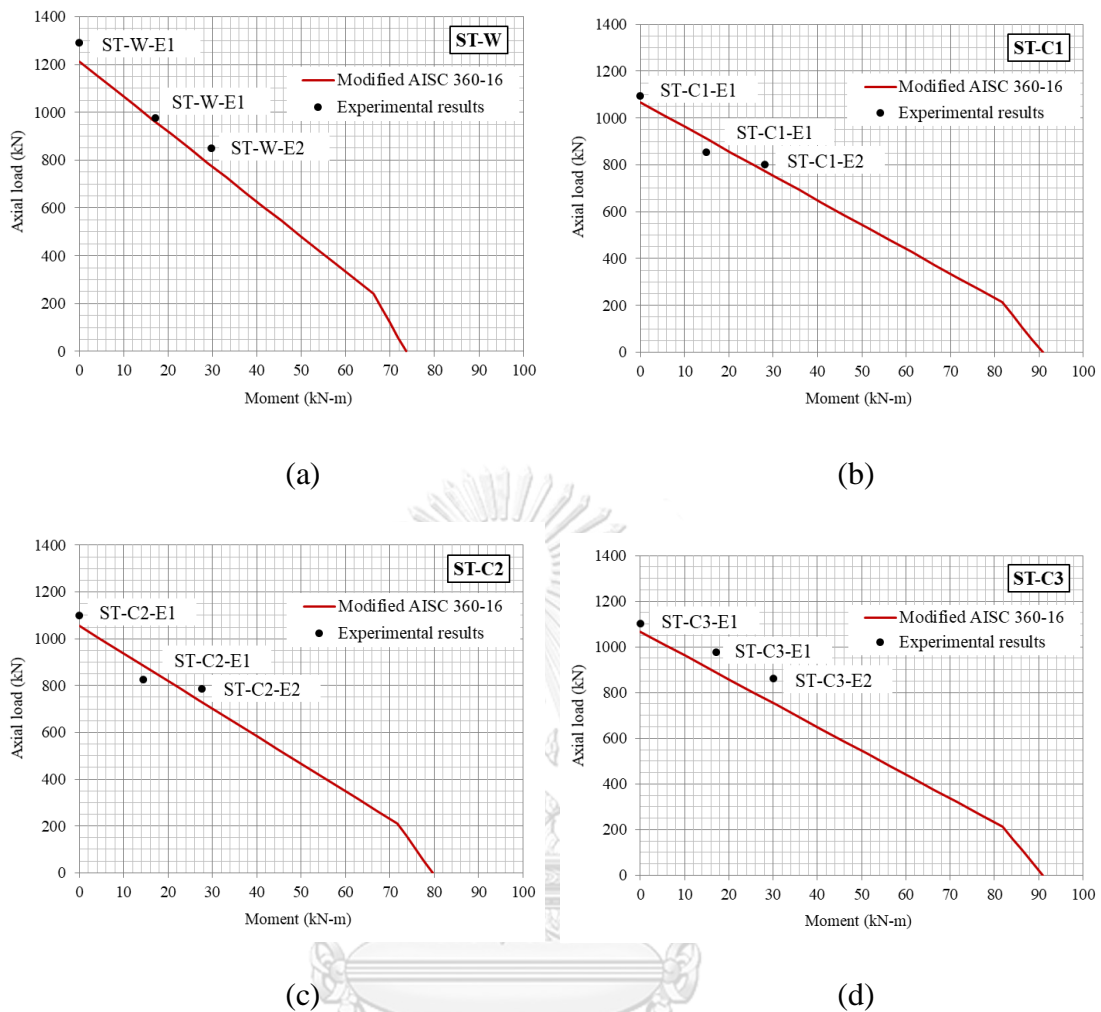 1400
1200
1000
800
600
400
200
0
Axial load (kN)
ST-W
ST-W-E1
Modified AISC 360-16
Experimental results
ST-W-E1
ST-W-E2
0 10 20 30 40 50 60 70 80 90 100
Moment (kN-m)
(a)
1400
1200
1000
800
600
400
200
0
Axial load (kN)
ST-C1
Modified AISC 360-16
ST-C1-E1
Experimental results
ST-C1-E1
ST-C1-E2
0 10 20 30 40 50 60 70 80 90 100
Moment (kN-m)
(b)
1400
1200
1000
800
600
400
200
0
Axial load (kN)
ST-C2
Modified AISC 360-16
ST-C2-E1
Experimental results
ST-C2-E1
ST-C2-E2
0 10 20 30 40 50 60 70 80 90 100
Moment (kN-m)
(c)
1400
1200
1000
800
600
400
200
0
Axial load (kN)
ST-C3
Modified AISC 360-16
ST-C3-E1
Experimental results
ST-C3-E1
ST-C3-E2
0 10 20 30 40 50 60 70 80 90 100
Moment (kN-m)
(d)